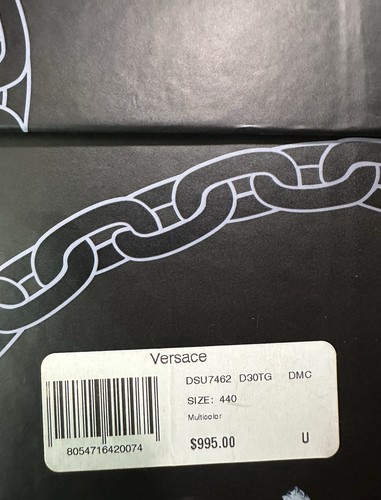 Versace
DSU7462 D30TG DMC
SIZE: 440
Multicolor
8054716420074
$995.00 U